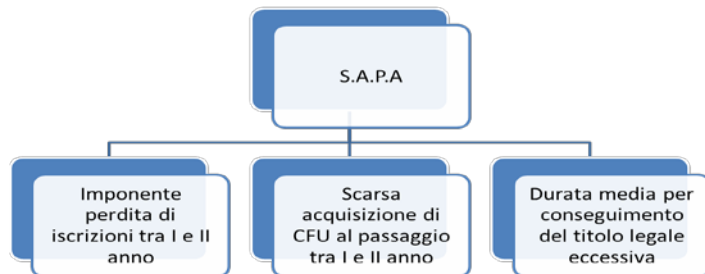 S.A.P.A
Imponente
perdita di
iscrizioni tra I e II
anno
Scarsa
acquisizione di
CFU al passaggio
tra I e II anno
Durata media per
conseguimento
del titolo legale
eccessiva